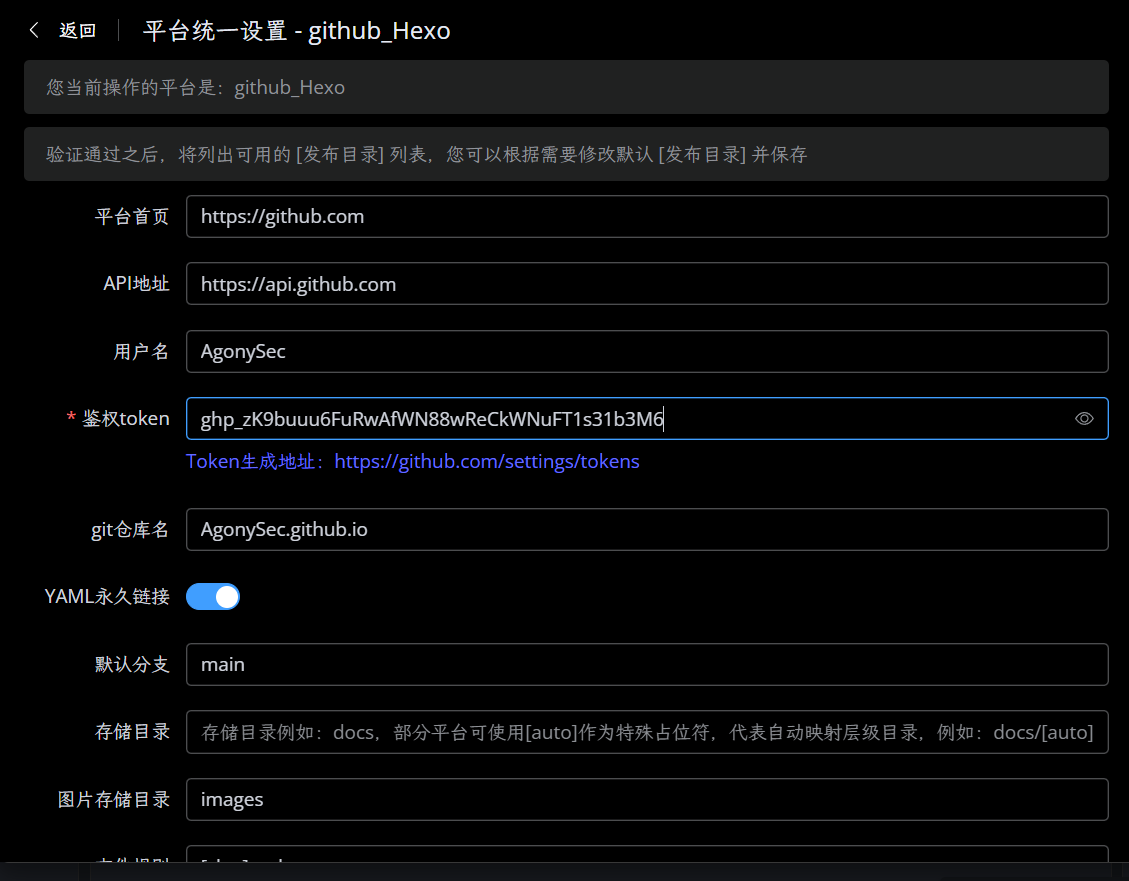 返回 平台统一设置 - github_Hexo
您当前操作的平台是：github_Hexo
验证通过之后，将列出可用的 [发布目录] 列表，您可以根据需要修改默认 [发布目录] 并保存
平台首页 https://github.com
API地址 https://api.github.com
用户名 AgonySec
* 鉴权token 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
Token生成地址：https://github.com/settings/tokens
git仓库名 AgonySec.github.io
YAML永久链接
默认分支 main
存储目录 存储目录例如：docs，部分平台可使用[auto]作为特殊占位符，代表自动映射层级目录，例如：docs/[auto]
图片存储目录 images